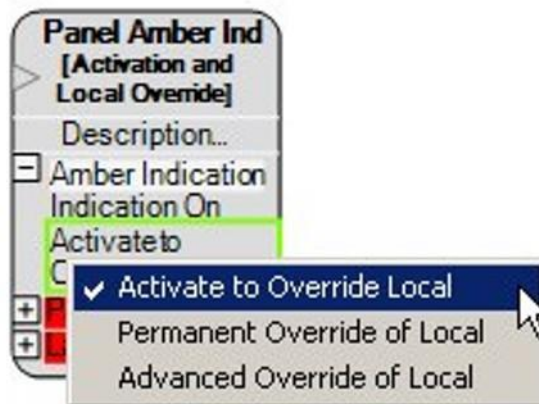 Panel Amber Ind
[Activation and
Local Override]
Description...
Amber Indication
Indication On
Activateto
Activate to Override Local
Permanent Override of Local
Advanced Override of Local